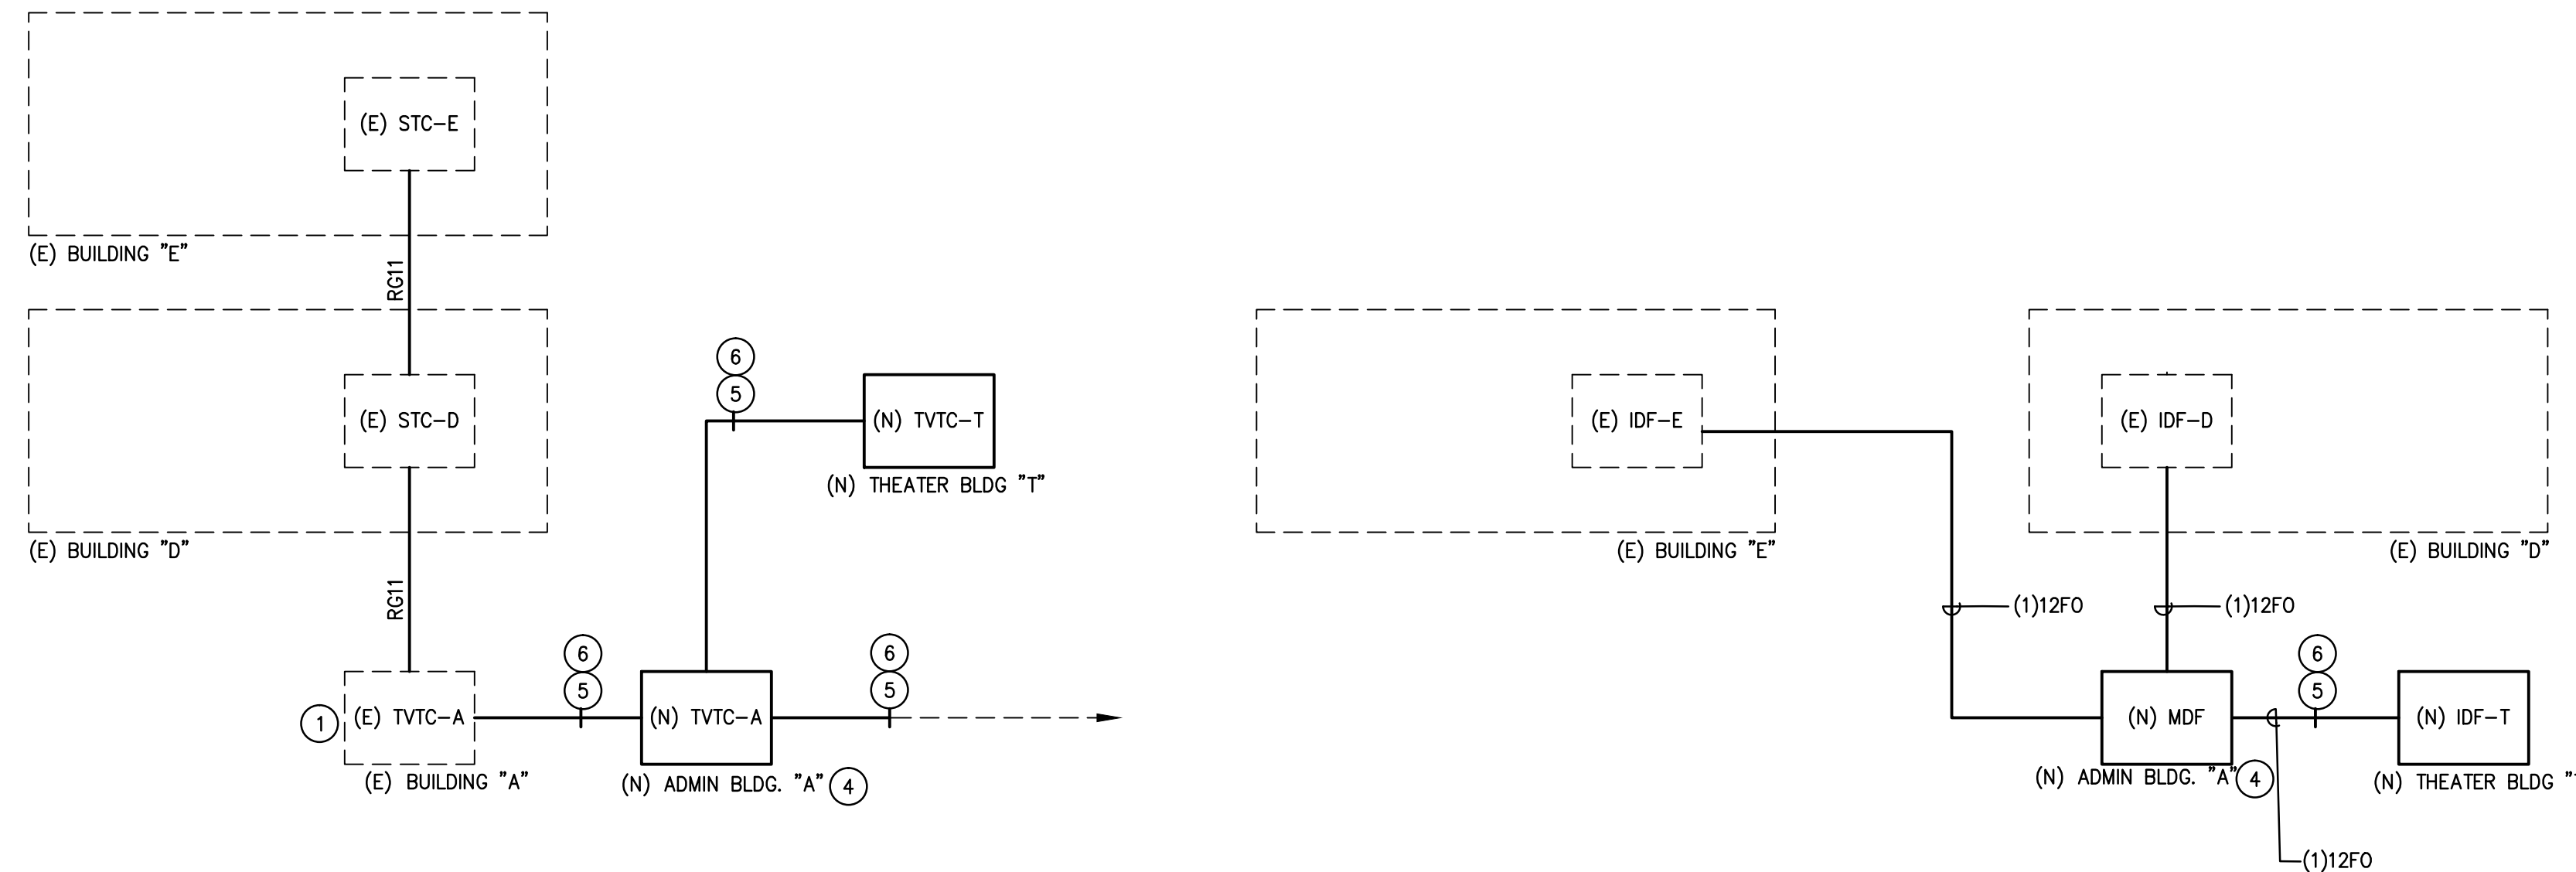 (E) STC-E
(E) BUILDING "E"
RG11
(E) STC-D
(E) BUILDING "D"
RG11
1
(E) TVTC-A
(E) BUILDING "A"
6
5
(N) TVTC-A
(N) ADMIN BLDG. "A"
4
6
5
(N) TVTC-T
(N) THEATER BLDG "T"
6
5
(E) IDF-E
(E) BUILDING "E"
(E) IDF-D
(E) BUILDING "D"
(1)12FO
(1)12FO
6
5
(N) MDF
(N) ADMIN BLDG. "A"
4
(N) IDF-T
(N) THEATER BLDG "
(1)12FO